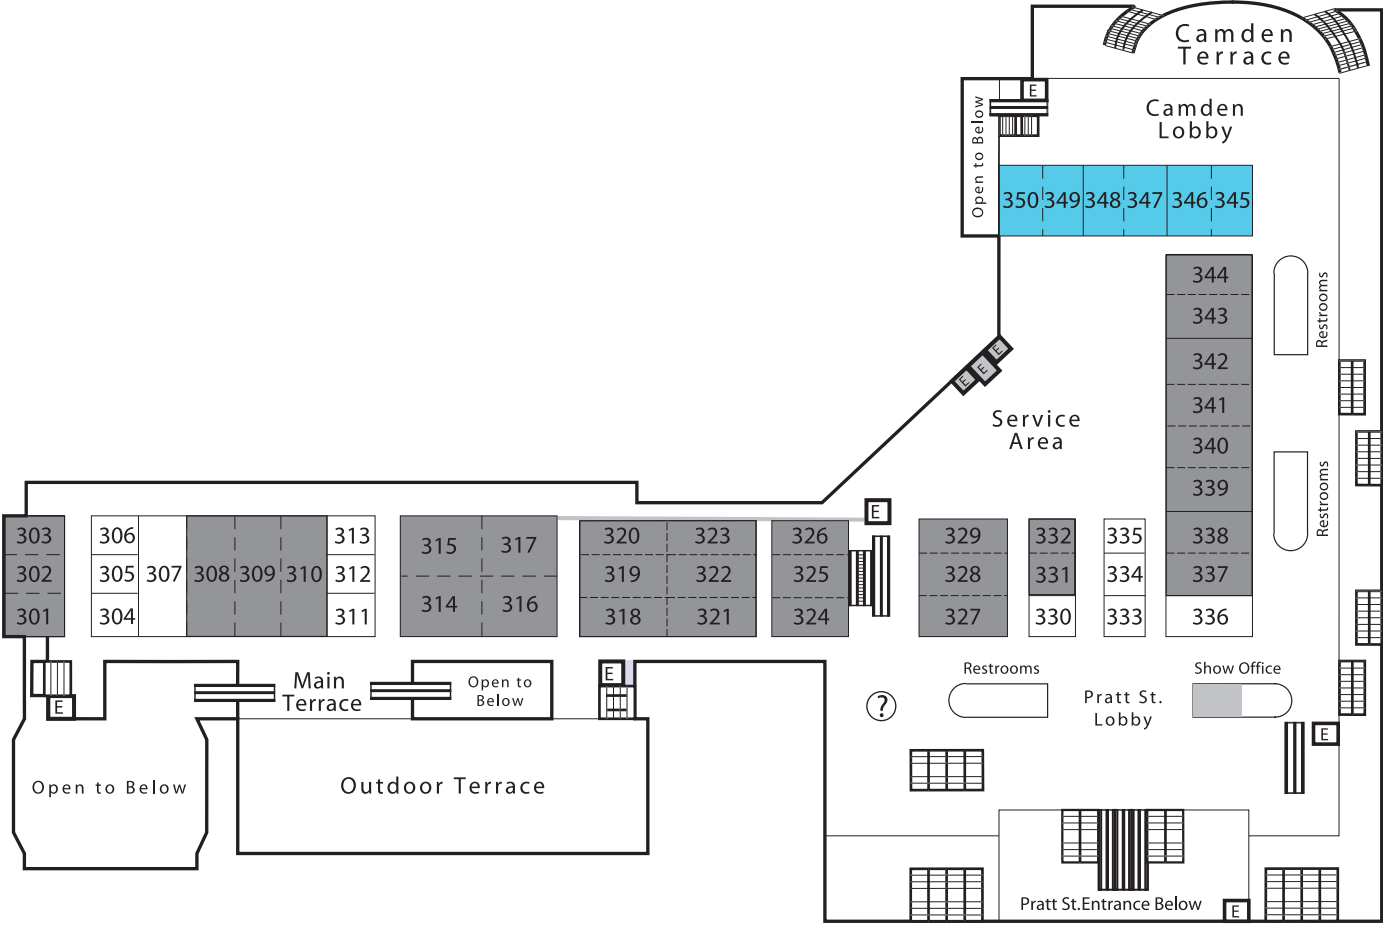 Camden
Terrace
E
Camden
Lobby
Open to Below
350 349 348 347 346 345
344
343
342
341
340
339
338
337
336
Restrooms
Restrooms
E
E
E
Service
Area
E
303
302
301
306
305
304
307
308
309
310
313
312
311
315
317
314
316
320
323
319
322
318
321
326
325
324
329
328
327
332
331
330
335
334
333
E
Main
Terrace
Open to
Below
E
Restrooms
Show Office
Pratt St.
Lobby
?
E
Open to Below
Outdoor Terrace
Pratt St.Entrance Below
E